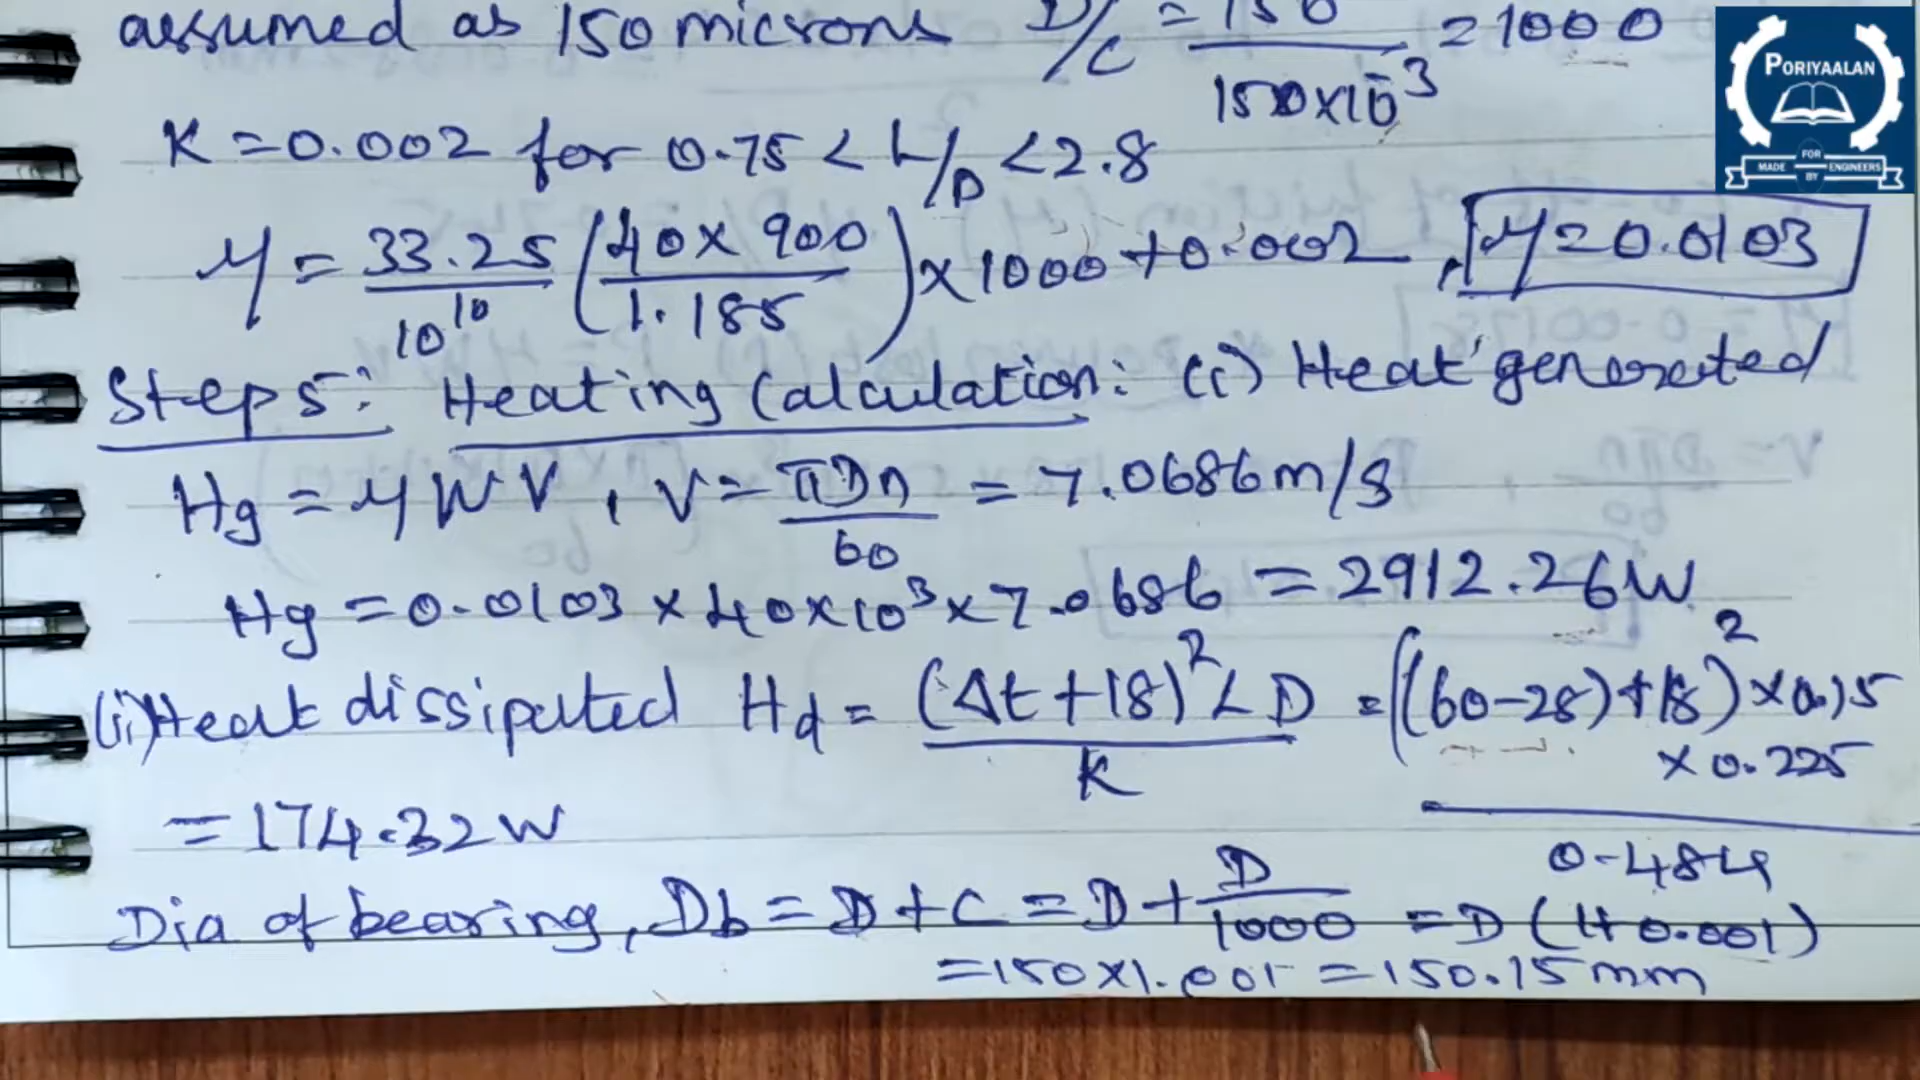 assumed as 150 microns D/C = 150 / 150×10⁻³ = 1000
K = 0.002 for 0.75 < L/D < 2.8
μ = 33.25 / 10¹⁰ (40 × 900 / 1.185) × 1000 + 0.002, μ = 0.0103
Step 5: Heating Calculation: (i) Heat generated
Hg = μWV, V = πDn / 60 = 7.0686 m/s
Hg = 0.0103 × 40×10³ × 7.0686 = 2912.26 W
(ii) Heat dissipated Hd = (Δt + 18)² LD / K = ((60-28) + 18)² × 0.15 × 0.225 / 0.484
= 174.32 W
Dia of bearing, Db = D + C = D + D / 1000 = D (1+0.001)
= 150 × 1.001 = 150.15 mm
PORIYAALAN
MADE FOR BY ENGINEERS